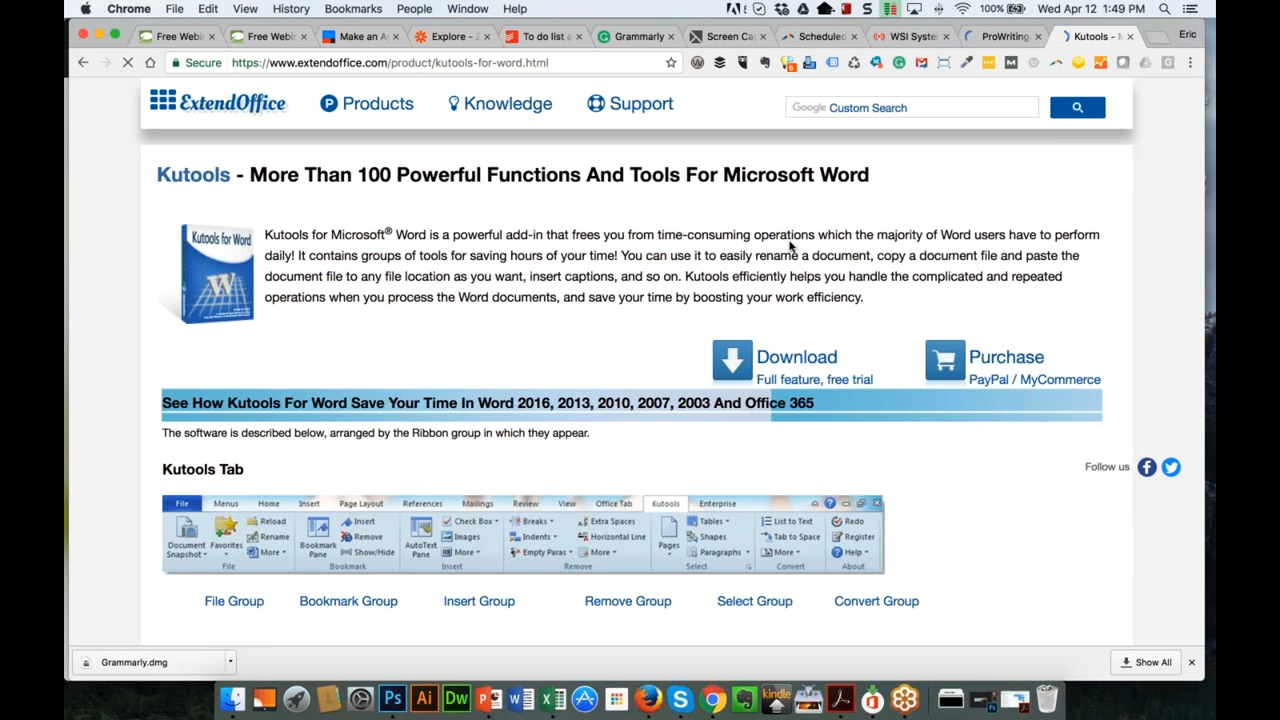 Chrome File Edit View History Bookmarks People Window Help 100% Wed Apr 12 1:49 PM
Free Webi Free Webin Make an A Explore - To do list a Grammarly Screen Ca Scheduled WSI Syste ProWriting Kutools - M Eric
Secure https://www.extendoffice.com/product/kutools-for-word.html
ExtendOffice Products Knowledge Support Google Custom Search
Kutools - More Than 100 Powerful Functions And Tools For Microsoft Word
Kutools for Word
W
Kutools for Microsoft® Word is a powerful add-in that frees you from time-consuming operations which the majority of Word users have to perform
daily! It contains groups of tools for saving hours of your time! You can use it to easily rename a document, copy a document file and paste the
document file to any file location as you want, insert captions, and so on. Kutools efficiently helps you handle the complicated and repeated
operations when you process the Word documents, and save your time by boosting your work efficiency.
Download Purchase
Full feature, free trial PayPal / MyCommerce
See How Kutools For Word Save Your Time In Word 2016, 2013, 2010, 2007, 2003 And Office 365
The software is described below, arranged by the Ribbon group in which they appear.
Follow us
Kutools Tab
File Menus Home Insert Page Layout References Mailings Review View Office Tab Kutools Enterprise
Reload Insert Check Box Breaks Extra Spaces Tables List to Text Redo
Rename Remove Images Indents Horizontal Line Shapes Tab to Space Register
Document Snapshot Favorites More Bookmark Pane Show/Hide AutoText Pane More Empty Paras More Pages Paragraphs More Help
File Bookmark Insert Remove Select Convert About
File Group Bookmark Group Insert Group Remove Group Select Group Convert Group
Grammarly.dmg Show All
Ps Ai Dw kindle